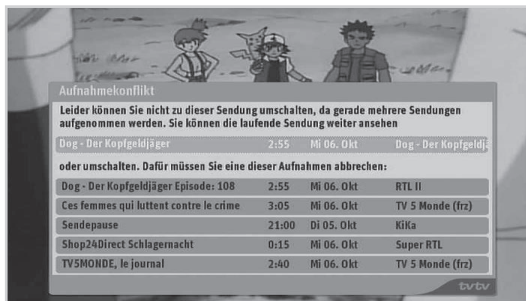 Aufnahmekonflikt
Leider können Sie nicht zu dieser Sendung umschalten, da gerade mehrere Sendungen
aufgenommen werden. Sie können die laufende Sendung weiter ansehen
Dog - Der Kopfgeldjäger 2:55 Mi 06. Okt Dog - Der Kopfgeldjä
oder umschalten. Dafür müssen Sie eine dieser Aufnahmen abbrechen:
Dog - Der Kopfgeldjäger Episode: 108 2:55 Mi 06. Okt RTL II
Ces femmes qui luttent contre le crime 3:05 Mi 06. Okt TV 5 Monde (frz)
Sendepause 21:00 Di 05. Okt KiKa
Shop24Direct Schlagernacht 0:15 Mi 06. Okt Super RTL
TV5MONDE, le journal 2:40 Mi 06. Okt TV 5 Monde (frz)
tvtv